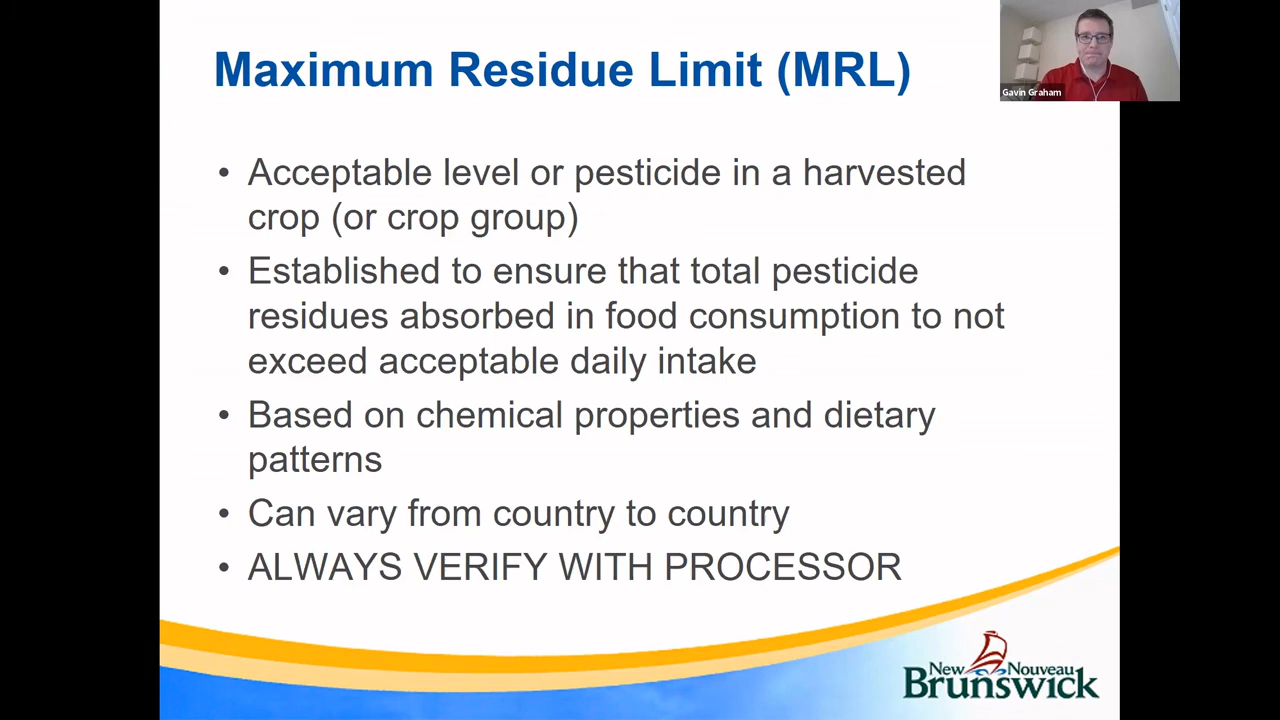 Maximum Residue Limit (MRL)
Gavin Graham
• Acceptable level or pesticide in a harvested
crop (or crop group)
• Established to ensure that total pesticide
residues absorbed in food consumption to not
exceed acceptable daily intake
• Based on chemical properties and dietary
patterns
• Can vary from country to country
• ALWAYS VERIFY WITH PROCESSOR
New Nouveau
Brunswick